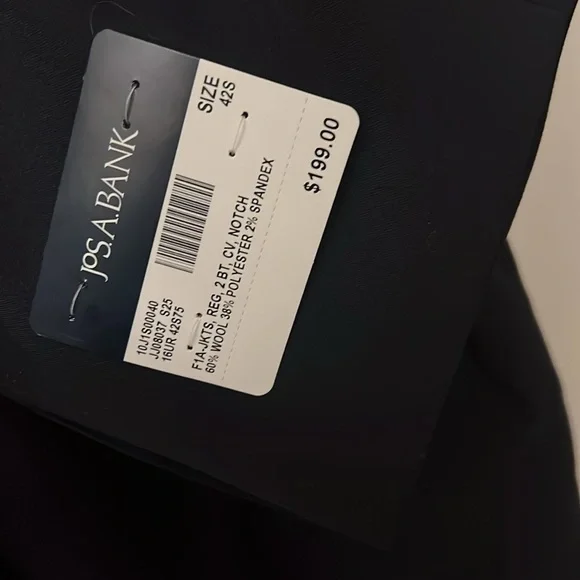 JOS.A.BANK
SIZE
42S
10J1S00040
JJ08037 S25
16UR 42S75
F1A-JKTS, REG, 2 BT, CV, NOTCH
60% WOOL 38% POLYESTER 2% SPANDEX
$199.00